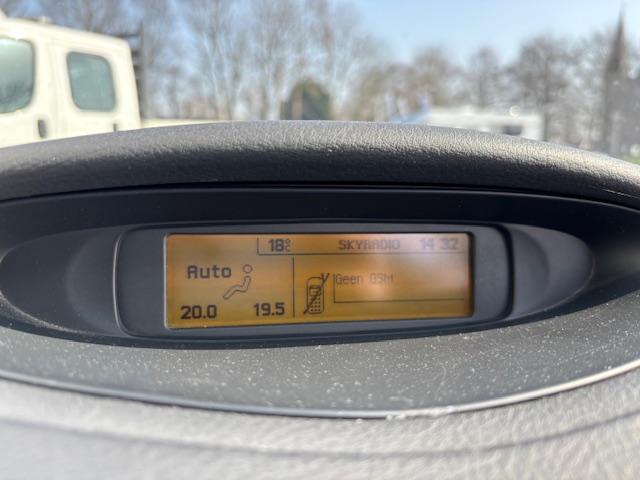 18°C SKYRADIO 14 32
Auto
Geen GSM
20.0 19.5